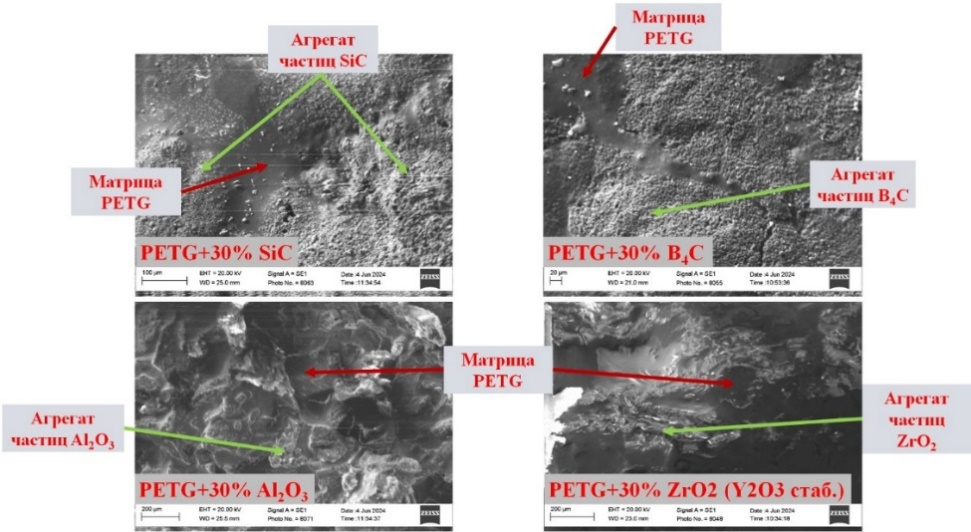 Агрегат
частиц SiC
Матрица
PETG
PETG+30% SiC
100 µm
EHT = 20.00 kV
WD = 25.0 mm
Signal A = SE1
Photo No. = 8063
Date :4 Jun 2024
Time :11:34:54
ZEISS
Матрица
PETG
Агрегат
частиц B₄C
PETG+30% B₄C
20 µm
EHT = 20.00 kV
WD = 21.0 mm
Signal A = SE1
Photo No. = 8055
Date :4 Jun 2024
Time :10:53:36
ZEISS
Матрица
PETG
Агрегат
частиц Al₂O₃
PETG+30% Al₂O₃
200 µm
EHT = 20.00 kV
WD = 25.5 mm
Signal A = SE1
Photo No. = 8071
Date :4 Jun 2024
Time :11:54:37
ZEISS
Агрегат
частиц
ZrO₂
PETG+30% ZrO2 (Y2O3 стаб.)
200 µm
EHT = 20.00 kV
WD = 23.0 mm
Signal A = SE1
Photo No. = 8048
Date :4 Jun 2024
Time :10:34:18
ZEISS